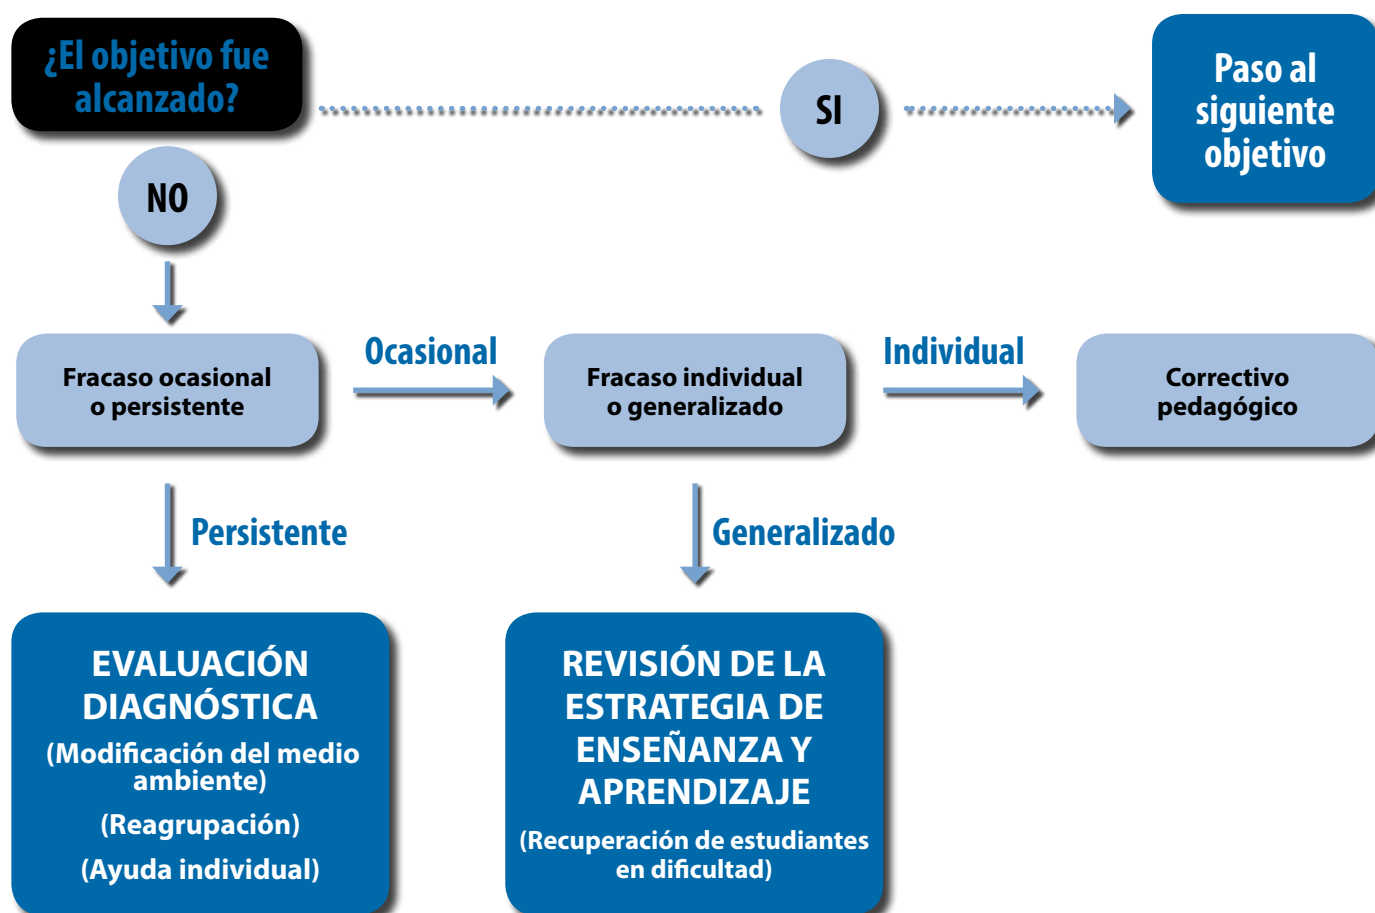 ¿El objetivo fue
alcanzado?
SI
Paso al
siguiente
objetivo
NO
Fracaso ocasional
o persistente
Ocasional
Fracaso individual
o generalizado
Individual
Correctivo
pedagógico
Persistente
Generalizado
EVALUACIÓN
DIAGNÓSTICA
(Modificación del medio
ambiente)
(Reagrupación)
(Ayuda individual)
REVISIÓN DE LA
ESTRATEGIA DE
ENSEÑANZA Y
APRENDIZAJE
(Recuperación de estudiantes
en dificultad)